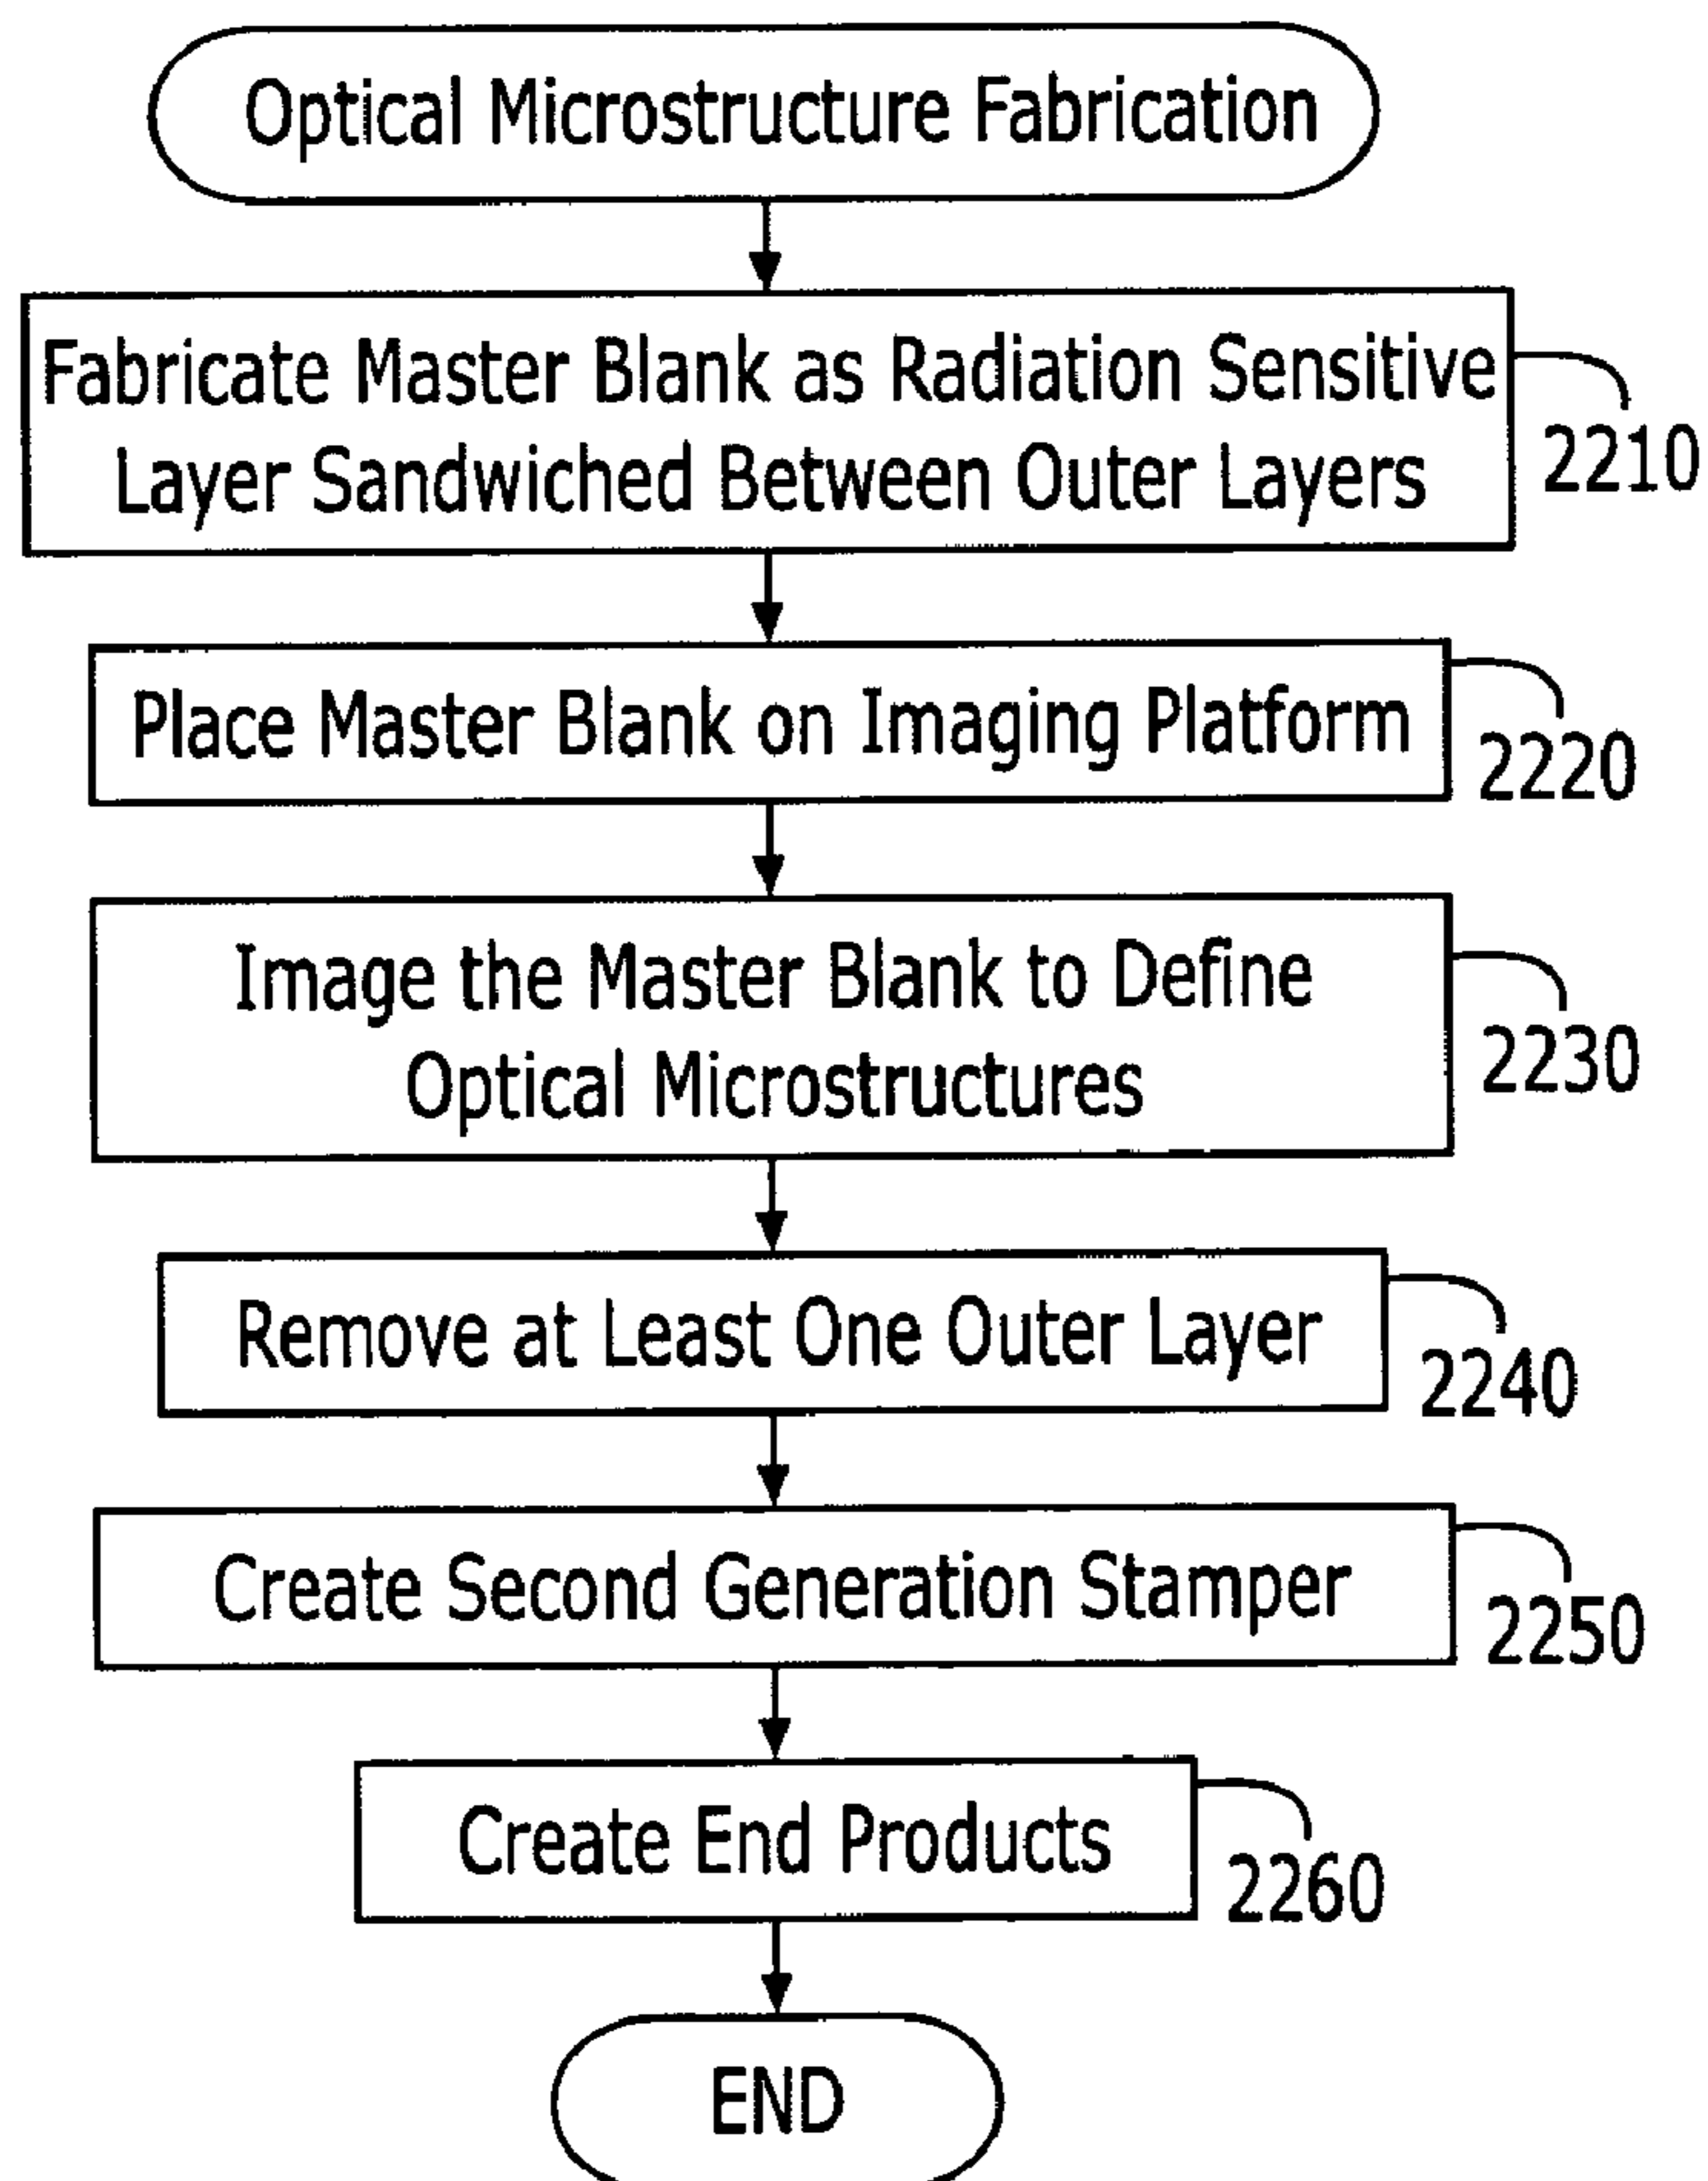 Optical Microstructure Fabrication
Fabricate Master Blank as Radiation Sensitive
Layer Sandwiched Between Outer Layers
2210
Place Master Blank on Imaging Platform
2220
Image the Master Blank to Define
Optical Microstructures
2230
Remove at Least One Outer Layer
2240
Create Second Generation Stamper
2250
Create End Products
2260
END